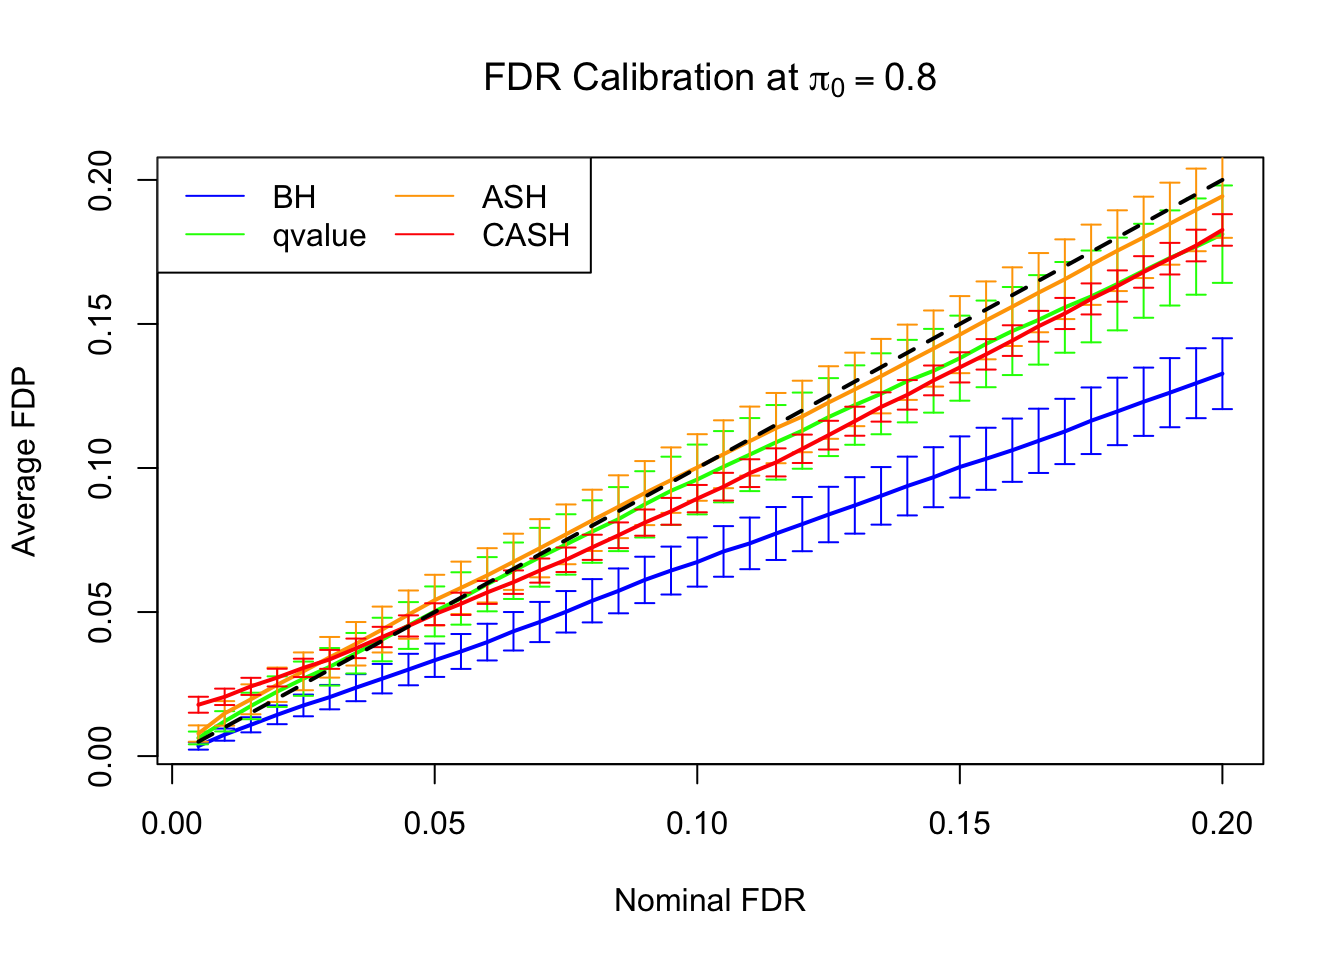 FDR Calibration at π0 = 0.8
BH ASH
qvalue CASH
Average FDP
0.20
0.15
0.10
0.05
0.00
0.00 0.05 0.10 0.15 0.20
Nominal FDR